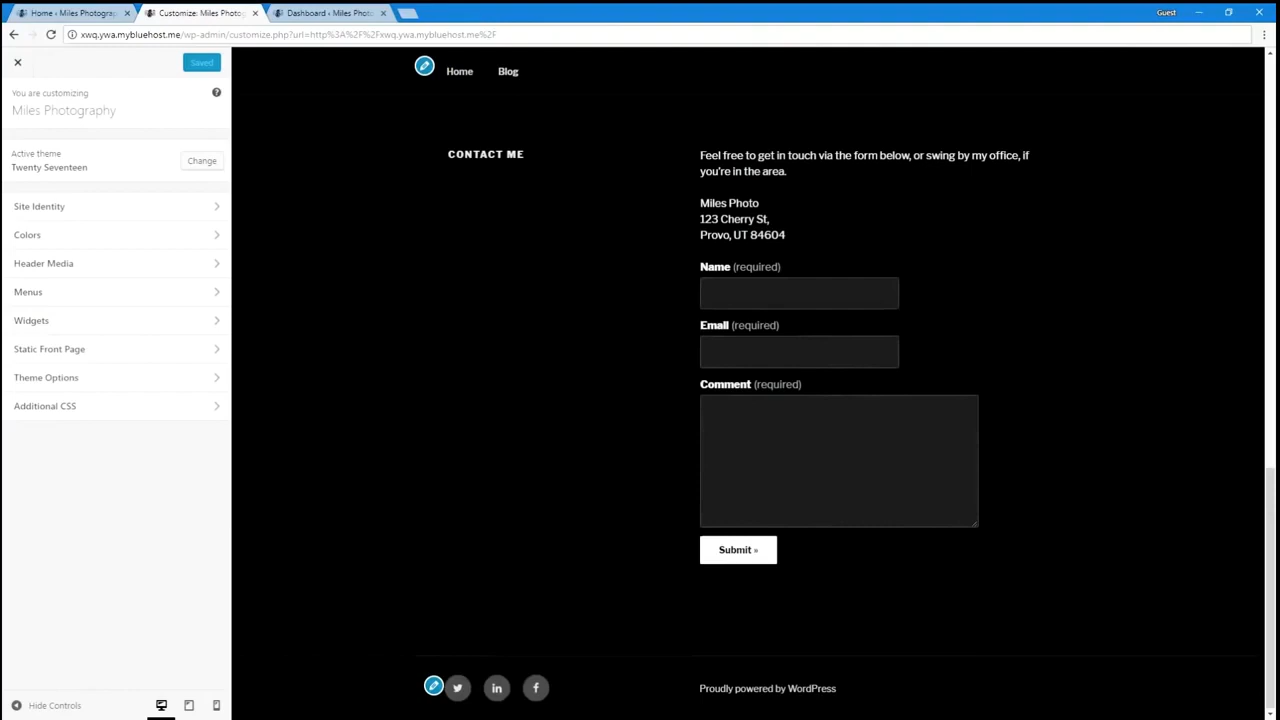 Home ‹ Miles Photograp
Customize: Miles Photog
Dashboard ‹ Miles Photo
Guest
xwq.ywa.mybluehost.me/wp-admin/customize.php?url=http%3A%2F%2Fxwq.ywa.mybluehost.me%2F
Saved
You are customizing
Miles Photography
Active theme
Twenty Seventeen
Change
Site Identity
Colors
Header Media
Menus
Widgets
Static Front Page
Theme Options
Additional CSS
Hide Controls
Home Blog
CONTACT ME
Feel free to get in touch via the form below, or swing by my office, if
you're in the area.
Miles Photo
123 Cherry St,
Provo, UT 84604
Name (required)
Email (required)
Comment (required)
Submit »
Proudly powered by WordPress